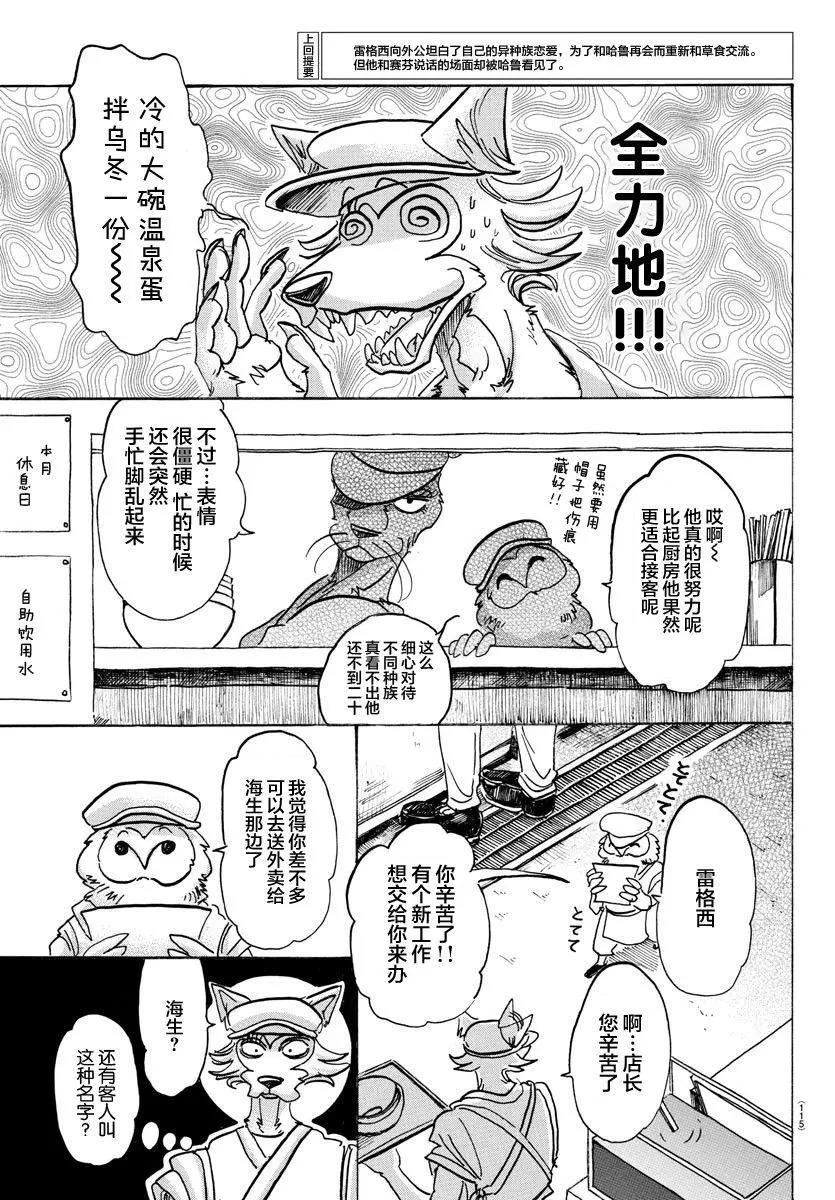 上回提要
雷格西向外公坦白了自己的异种族恋爱，为了和哈鲁再会而重新和草食交流。
但他和赛芬说话的场面却被哈鲁看见了。
全力地!!!
冷的大碗温泉蛋
拌乌冬一份~~~
哎啊~
他真的很努力呢
比起厨房他果然
更适合接客呢
虽然要用
帽子把伤痕
藏好!!
不过…表情
很僵硬 忙的时候
还会突然
手忙脚乱起来
这么
细心对待
不同种族
真看不出他
还不到二十
本月
休息日
自助饮用水
とてとて
とてて
雷格西
啊…店长
您辛苦了
你辛苦了!!
有个新工作
想交给你来办
我觉得你差不多
可以去送外卖给
海生那边了
海生?
还有客人叫
这种名字?
(115)